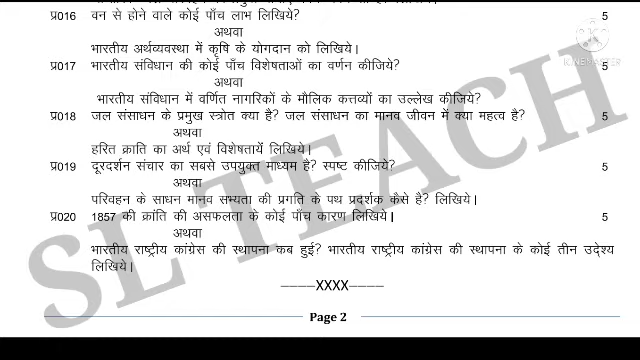 प्र016 वन से होने वाले कोई पाँच लाभ लिखिये? 5
अथवा
भारतीय अर्थव्यवस्था में कृषि के योगदान को लिखिये।
प्र017 भारतीय संविधान की कोई पाँच विशेषताओं का वर्णन कीजिये? 5
अथवा
भारतीय संविधान में वर्णित नागरिकों के मौलिक कत्तव्यों का उल्लेख कीजिये?
प्र018 जल संसाधन के प्रमुख स्त्रोत क्या है? जल संसाधन का मानव जीवन में क्या महत्व है? 5
अथवा
हरित क्राति का अर्थ एवं विशेषतायें लिखिये।
प्र019 दूरदर्शन संचार का सबसे उपयुक्त माध्यम है? स्पष्ट कीजिये? 5
अथवा
परिवहन के साधन मानव सभ्यता की प्रगति के पथ प्रदर्शक कैसे है? लिखिये।
प्र020 1857 की क्रांति की असफलता के कोई पाँच कारण लिखिये। 5
अथवा
भारतीय राष्ट्रीय कांग्रेस की स्थापना कब हुई? भारतीय राष्ट्रीय कांग्रेस की स्थापना के कोई तीन उद्देश्य
लिखिये।
----XXXX----
Page 2
SL TEACH
KINEMASTER